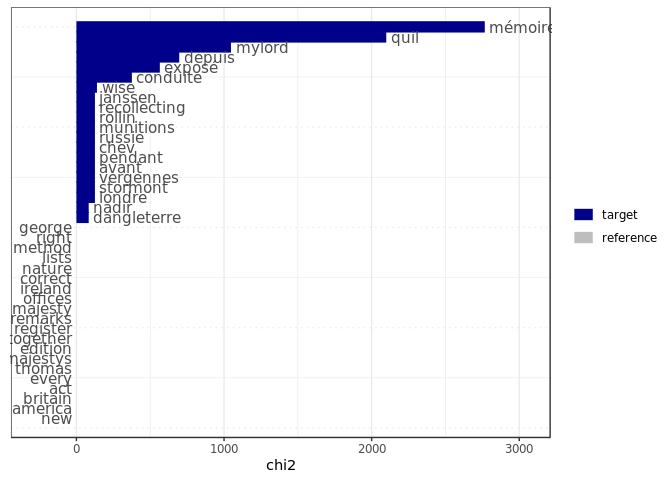 mémoire
quil
mylord
depuis
exposé
conduite
wise
janssen
recollecting
rollin
munitions
russie
chev
pendant
avant
vergennes
stormont
londre
nadir
dangleterre
george
right
method
lists
nature
correct
ireland
offices
majesty
remarks
register
together
edition
majestys
thomas
every
act
britain
america
new
target
reference
0 1000 2000 3000
chi2